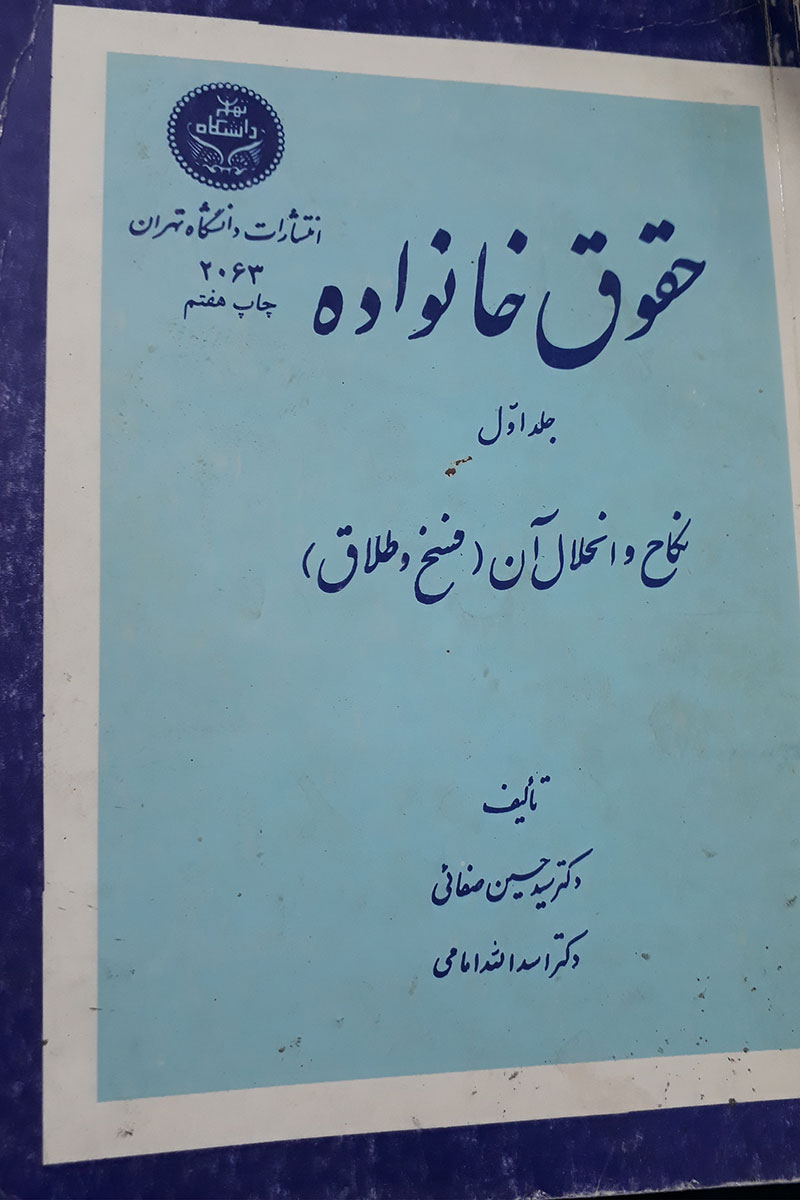 دانشگاه تهران
انتشارات دانشگاه تهران
۲۰۶۳
چاپ هفتم
حقوق خانواده
جلد اوّل
نکاح و انحلال آن (فسخ و طلاق)
تألیف
دکتر سید حسین صفائی
دکتر اسدالله امامی